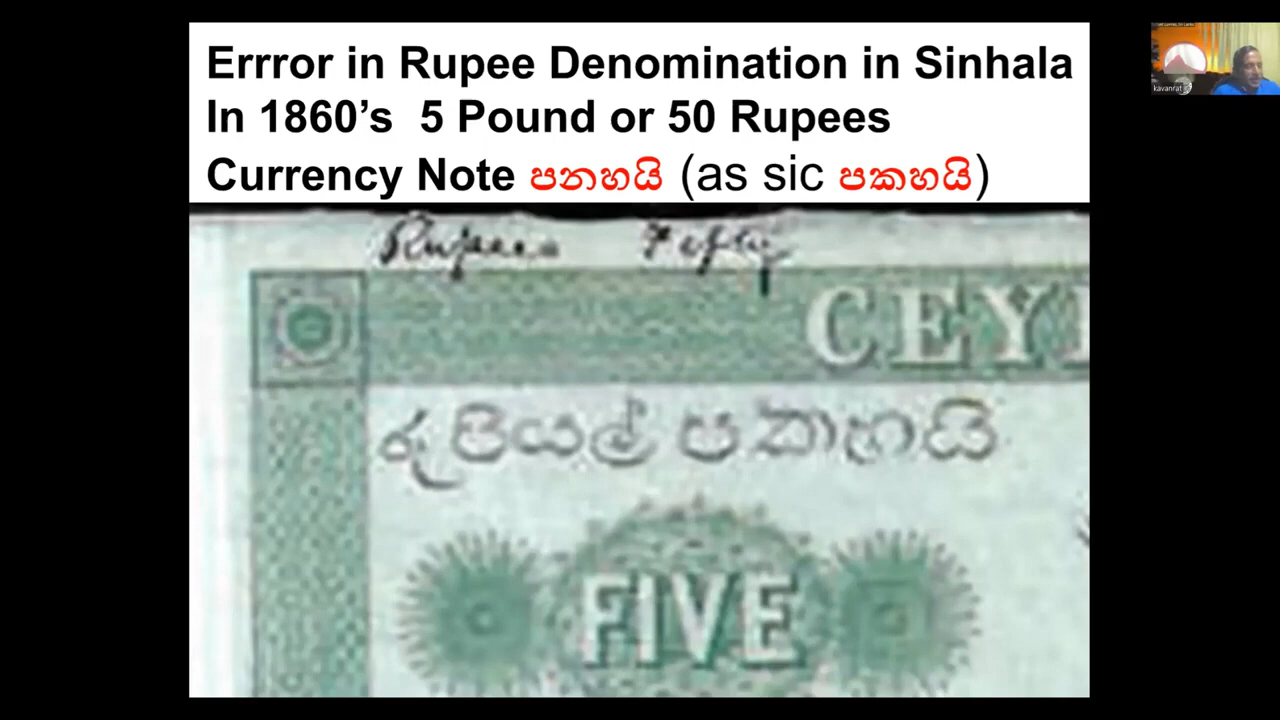 Errror in Rupee Denomination in Sinhala
In 1860’s 5 Pound or 50 Rupees
Currency Note පනහයි (as sic පකහයි)
Rupees Fifty
CEY
රුපියල් පකහයි
FIVE
kavanrat